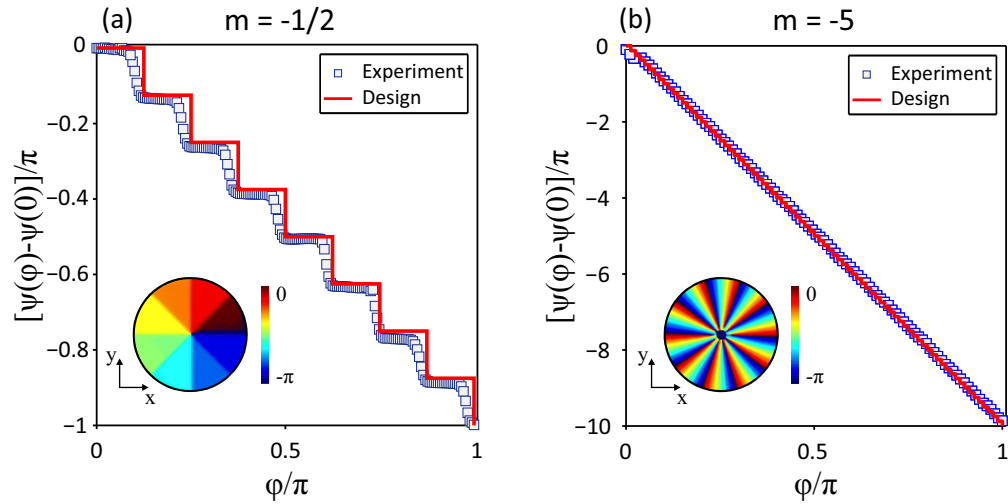 (a) m = -1/2
[ψ(φ)-ψ(0)]/π
0
−0.2
−0.4
−0.6
−0.8
−1
Experiment
Design
0
-π
y
x
0
0.5
1
φ/π
(b) m = -5
[ψ(φ)-ψ(0)]/π
0
−2
−4
−6
−8
−10
Experiment
Design
0
-π
y
x
0
0.5
1
φ/π